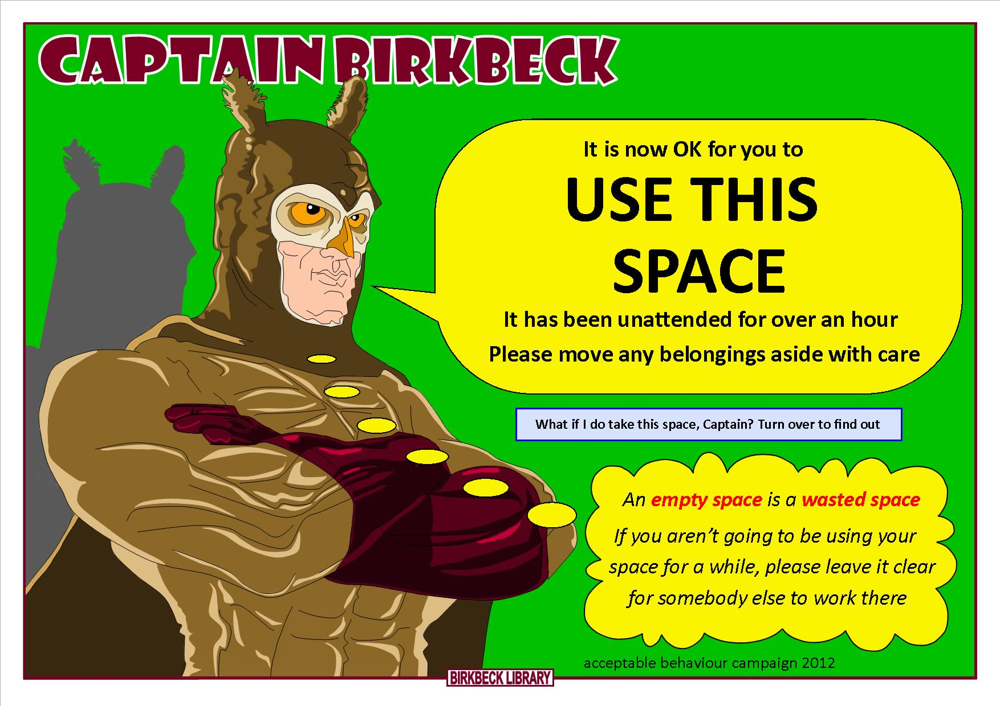 CAPTAIN BIRKBECK
It is now OK for you to
USE THIS
SPACE
It has been unattended for over an hour
Please move any belongings aside with care
What if I do take this space, Captain? Turn over to find out
An empty space is a wasted space
If you aren’t going to be using your
space for a while, please leave it clear
for somebody else to work there
acceptable behaviour campaign 2012
BIRKBECK LIBRARY